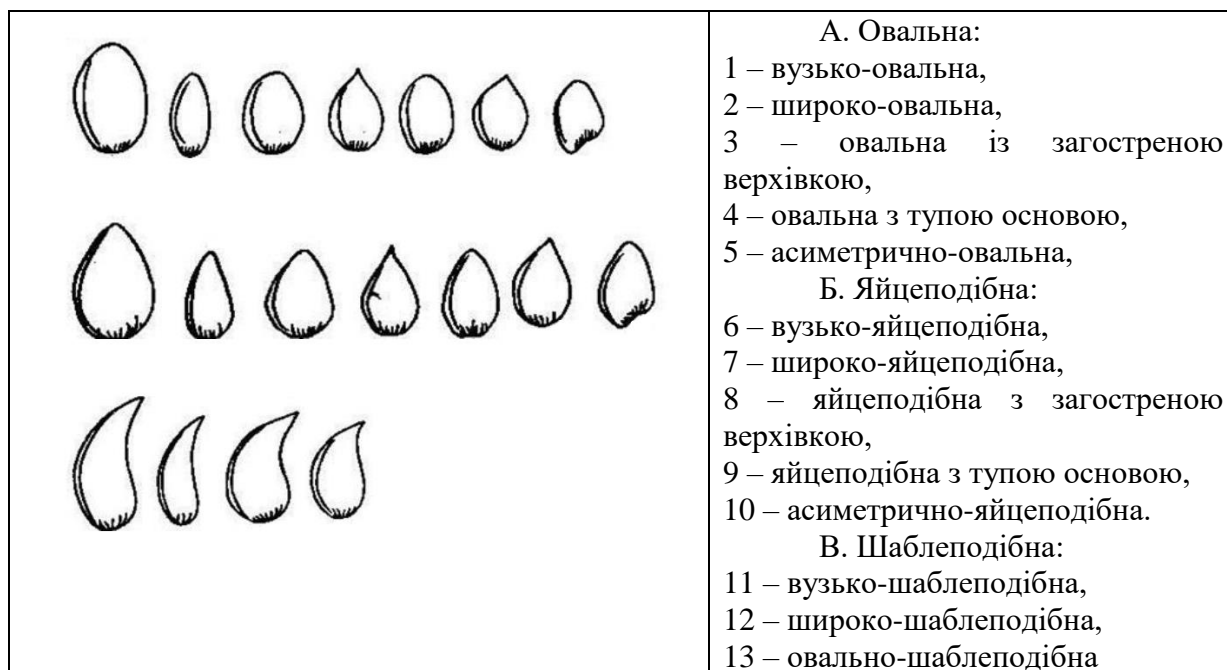 А. Овальна:
1 – вузько-овальна,
2 – широко-овальна,
3 – овальна із загостреною
верхівкою,
4 – овальна з тупою основою,
5 – асиметрично-овальна,
Б. Яйцеподібна:
6 – вузько-яйцеподібна,
7 – широко-яйцеподібна,
8 – яйцеподібна з загостреною
верхівкою,
9 – яйцеподібна з тупою основою,
10 – асиметрично-яйцеподібна.
В. Шаблеподібна:
11 – вузько-шаблеподібна,
12 – широко-шаблеподібна,
13 – овально-шаблеподібна